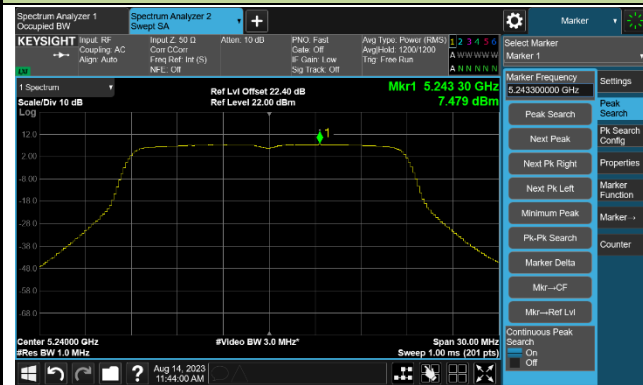 Spectrum Analyzer 1
Occupied BW
Spectrum Analyzer 2
Swept SA
+
Marker
KEYSIGHT
Input: RF
Coupling: AC
Align: Auto
Input Z: 50 Ω
Corr CCorr
Freq Ref: Int (S)
NFE: Off
Atten: 10 dB
PNO: Fast
Gate: Off
IF Gain: Low
Sig Track: Off
Avg Type: Power (RMS)
Avg|Hold: 1200/1200
Trig: Free Run
1 2 3 4 5 6
A W W W W W
A N N N N N
Select Marker
Marker 1
1 Spectrum
Scale/Div 10 dB
Log
Ref Lvl Offset 22.40 dB
Ref Level 22.00 dBm
Mkr1 5.243 30 GHz
7.479 dBm
1
12.0
2.00
-8.00
-18.0
-28.0
-38.0
-48.0
-58.0
-68.0
Center 5.24000 GHz
#Res BW 1.0 MHz
#Video BW 3.0 MHz*
Span 30.00 MHz
Sweep 1.00 ms (201 pts)
Marker Frequency
5.243300000 GHz
Peak Search
Next Peak
Next Pk Right
Next Pk Left
Minimum Peak
Pk-Pk Search
Marker Delta
Mkr→CF
Mkr→Ref Lvl
Continuous Peak
Search
On
Off
Settings
Peak
Search
Pk Search
Config
Properties
Marker
Function
Marker→
Counter
?
Aug 14, 2023
11:44:00 AM